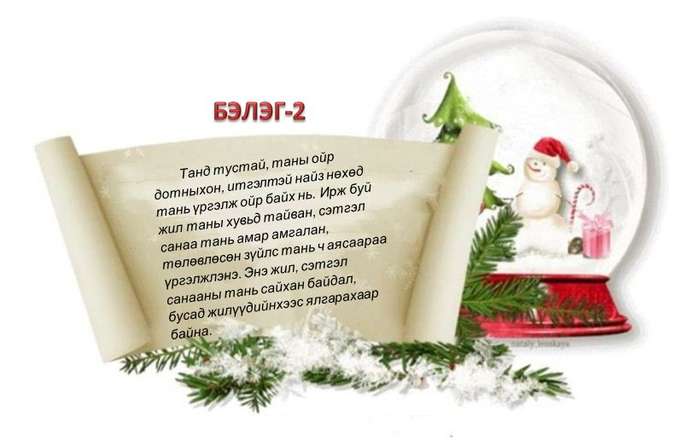 БЭЛЭГ-2
Танд тустай, таны ойр
дотныхон, итгэлтэй найз нөхөд
тань үргэлж ойр байх нь. Ирж буй
жил таны хувьд тайван, сэтгэл
санаа тань амар амгалан,
төлөвлөсөн зүйлс тань ч аясаараа
үргэлжлэнэ. Энэ жил, сэтгэл
санааны тань сайхан байдал,
бусад жилүүдийнхээс ялгарахаар
байна.
nataly_lenskaya